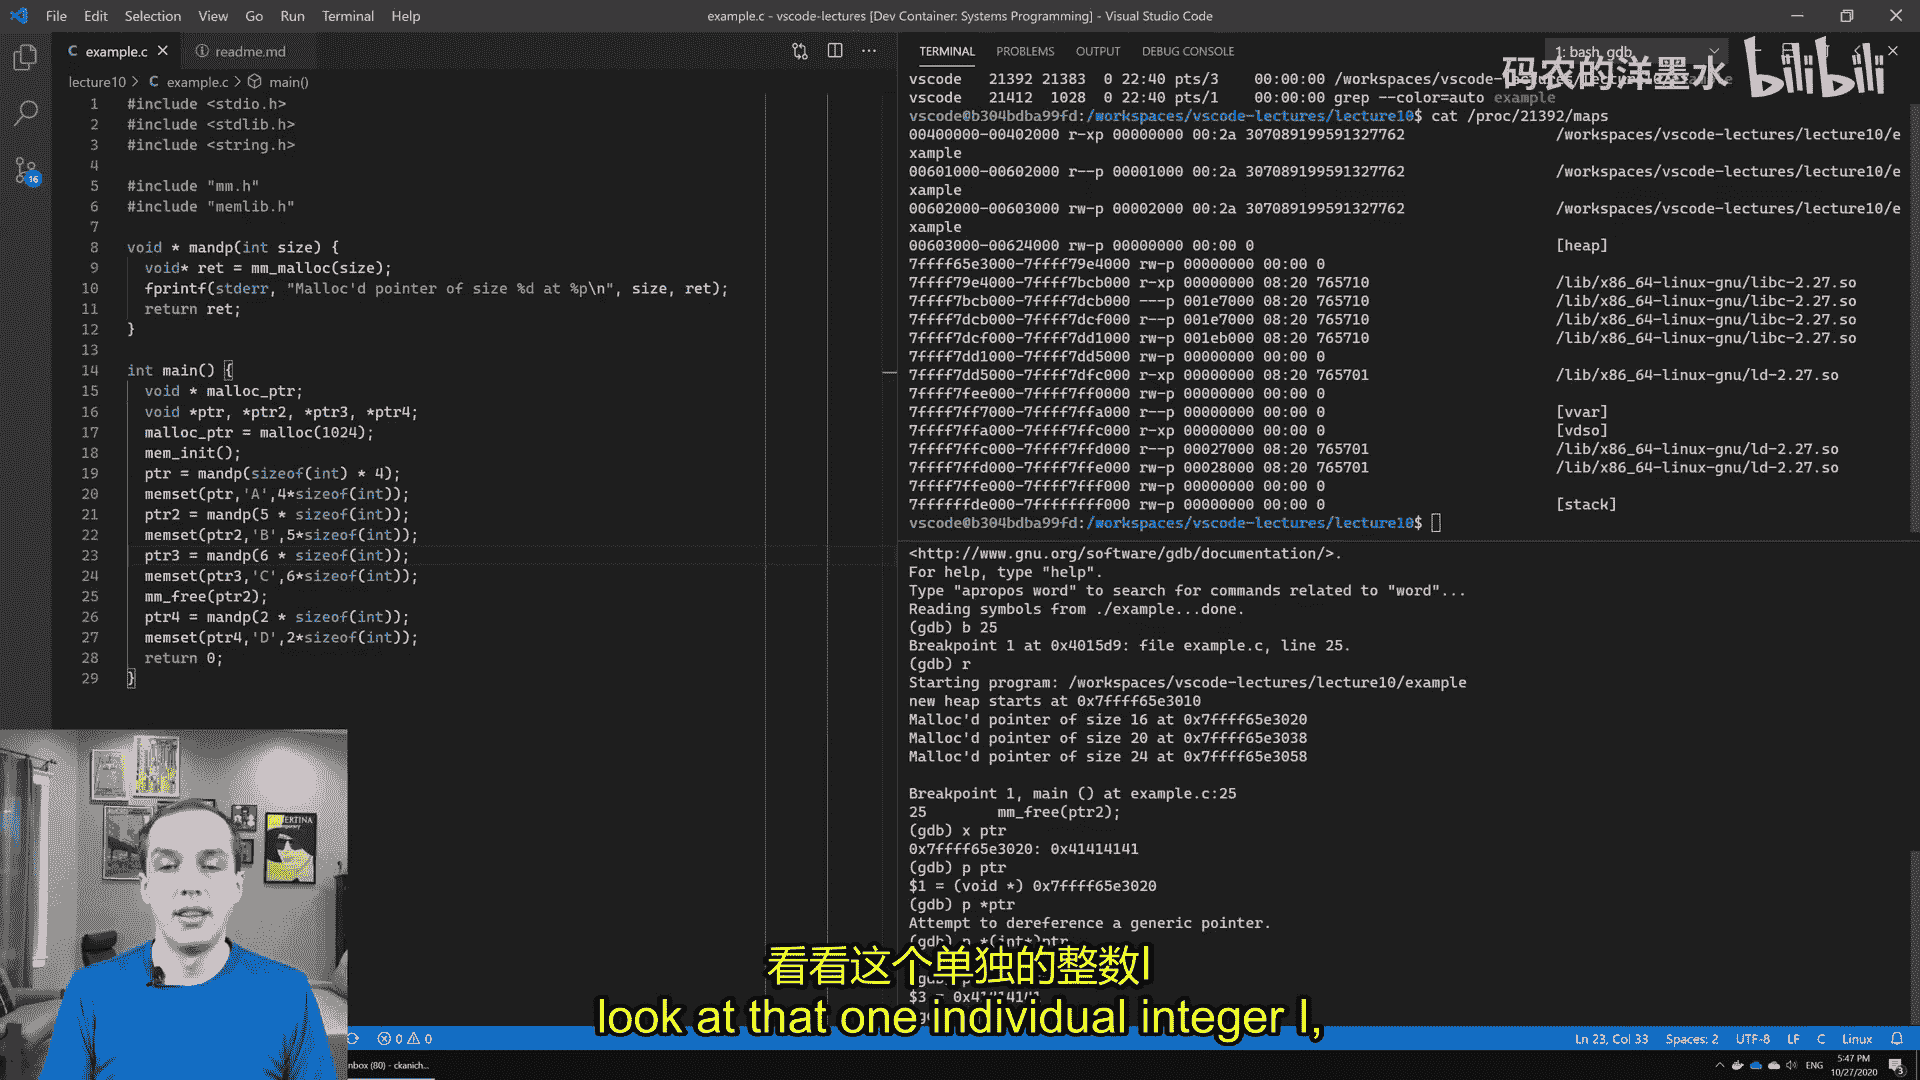 File Edit Selection View Go Run Terminal Help
example.c - vscode-lectures [Dev Container: Systems Programming] - Visual Studio Code
C example.c
readme.md
lecture10 > C example.c > main()
1 #include <stdio.h>
2 #include <stdlib.h>
3 #include <string.h>
4
5 #include "mm.h"
6 #include "memlib.h"
7
8 void * mandp(int size) {
9 void* ret = mm_malloc(size);
10 fprintf(stderr, "Malloc'd pointer of size %d at %p\n", size, ret);
11 return ret;
12 }
13
14 int main() {
15 void * malloc_ptr;
16 void *ptr, *ptr2, *ptr3, *ptr4;
17 malloc_ptr = malloc(1024);
18 mem_init();
19 ptr = mandp(sizeof(int) * 4);
20 memset(ptr,'A',4*sizeof(int));
21 ptr2 = mandp(5 * sizeof(int));
22 memset(ptr2,'B',5*sizeof(int));
23 ptr3 = mandp(6 * sizeof(int));
24 memset(ptr3,'C',6*sizeof(int));
25 mm_free(ptr2);
26 ptr4 = mandp(2 * sizeof(int));
27 memset(ptr4,'D',2*sizeof(int));
28 return 0;
29 }
16
TERMINAL PROBLEMS OUTPUT DEBUG CONSOLE
1: bash, gdb
码农的洋墨水 bilibili
vscode 21392 21383 0 22:40 pts/3 00:00:00 /workspaces/vscode-lectures/lecture10/example
vscode 21412 1028 0 22:40 pts/1 00:00:00 grep --color=auto example
vscode@b304bdba99fd:/workspaces/vscode-lectures/lecture10$ cat /proc/21392/maps
00400000-00402000 r-xp 00000000 00:2a 307089199591327762 /workspaces/vscode-lectures/lecture10/e
xample
00601000-00602000 r--p 00001000 00:2a 307089199591327762 /workspaces/vscode-lectures/lecture10/e
xample
00602000-00603000 rw-p 00002000 00:2a 307089199591327762 /workspaces/vscode-lectures/lecture10/e
xample
00603000-00624000 rw-p 00000000 00:00 0 [heap]
7ffff65e3000-7ffff79e4000 rw-p 00000000 00:00 0
7ffff79e4000-7ffff7bcb000 r-xp 00000000 08:20 765710 /lib/x86_64-linux-gnu/libc-2.27.so
7ffff7bcb000-7ffff7dcb000 ---p 001e7000 08:20 765710 /lib/x86_64-linux-gnu/libc-2.27.so
7ffff7dcb000-7ffff7dcf000 r--p 001e7000 08:20 765710 /lib/x86_64-linux-gnu/libc-2.27.so
7ffff7dcf000-7ffff7dd1000 rw-p 001eb000 08:20 765710 /lib/x86_64-linux-gnu/libc-2.27.so
7ffff7dd1000-7ffff7dd5000 rw-p 00000000 00:00 0
7ffff7dd5000-7ffff7dfc000 r-xp 00000000 08:20 765701 /lib/x86_64-linux-gnu/ld-2.27.so
7ffff7fee000-7ffff7ff0000 rw-p 00000000 00:00 0
7ffff7ff7000-7ffff7ffa000 r--p 00000000 00:00 0 [vvar]
7ffff7ffa000-7ffff7ffc000 r-xp 00000000 00:00 0 [vdso]
7ffff7ffc000-7ffff7ffd000 r--p 00027000 08:20 765701 /lib/x86_64-linux-gnu/ld-2.27.so
7ffff7ffd000-7ffff7ffe000 rw-p 00028000 08:20 765701 /lib/x86_64-linux-gnu/ld-2.27.so
7ffff7ffe000-7ffff7fff000 rw-p 00000000 00:00 0
7ffffffde000-7ffffffff000 rw-p 00000000 00:00 0 [stack]
vscode@b304bdba99fd:/workspaces/vscode-lectures/lecture10$
<http://www.gnu.org/software/gdb/documentation/>.
For help, type "help".
Type "apropos word" to search for commands related to "word"...
Reading symbols from ./example...done.
(gdb) b 25
Breakpoint 1 at 0x4015d9: file example.c, line 25.
(gdb) r
Starting program: /workspaces/vscode-lectures/lecture10/example
new heap starts at 0x7ffff65e3010
Malloc'd pointer of size 16 at 0x7ffff65e3020
Malloc'd pointer of size 20 at 0x7ffff65e3038
Malloc'd pointer of size 24 at 0x7ffff65e3058
Breakpoint 1, main () at example.c:25
25 mm_free(ptr2);
(gdb) x ptr
0x7ffff65e3020: 0x41414141
(gdb) p ptr
$1 = (void *) 0x7ffff65e3020
(gdb) p *ptr
Attempt to dereference a generic pointer.
(gdb) p *(int*)ptr
$3 = 0x41414141
看看这个单独的整数I
look at that one individual integer I,
0 0
Ln 23, Col 33 Spaces: 2 UTF-8 LF C Linux
nbox (80) - ckanich...
ENG
5:47 PM
10/27/2020
3